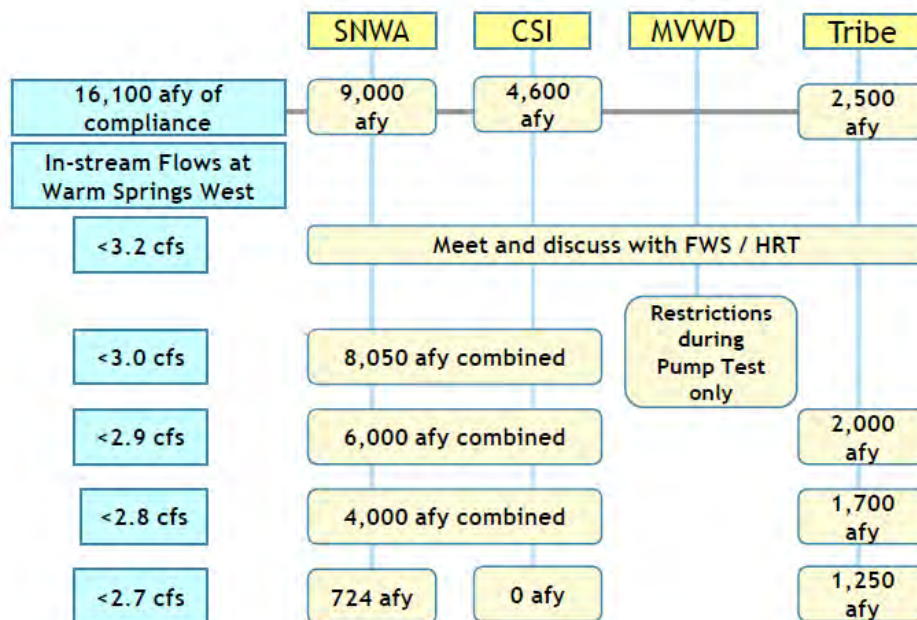 SNWA
CSI
MVWD
Tribe
16,100 afy of
compliance
9,000
afy
4,600
afy
2,500
afy
In-stream Flows at
Warm Springs West
<3.2 cfs
Meet and discuss with FWS / HRT
<3.0 cfs
8,050 afy combined
Restrictions
during
Pump Test
only
<2.9 cfs
6,000 afy combined
2,000
afy
<2.8 cfs
4,000 afy combined
1,700
afy
<2.7 cfs
724 afy
0 afy
1,250
afy